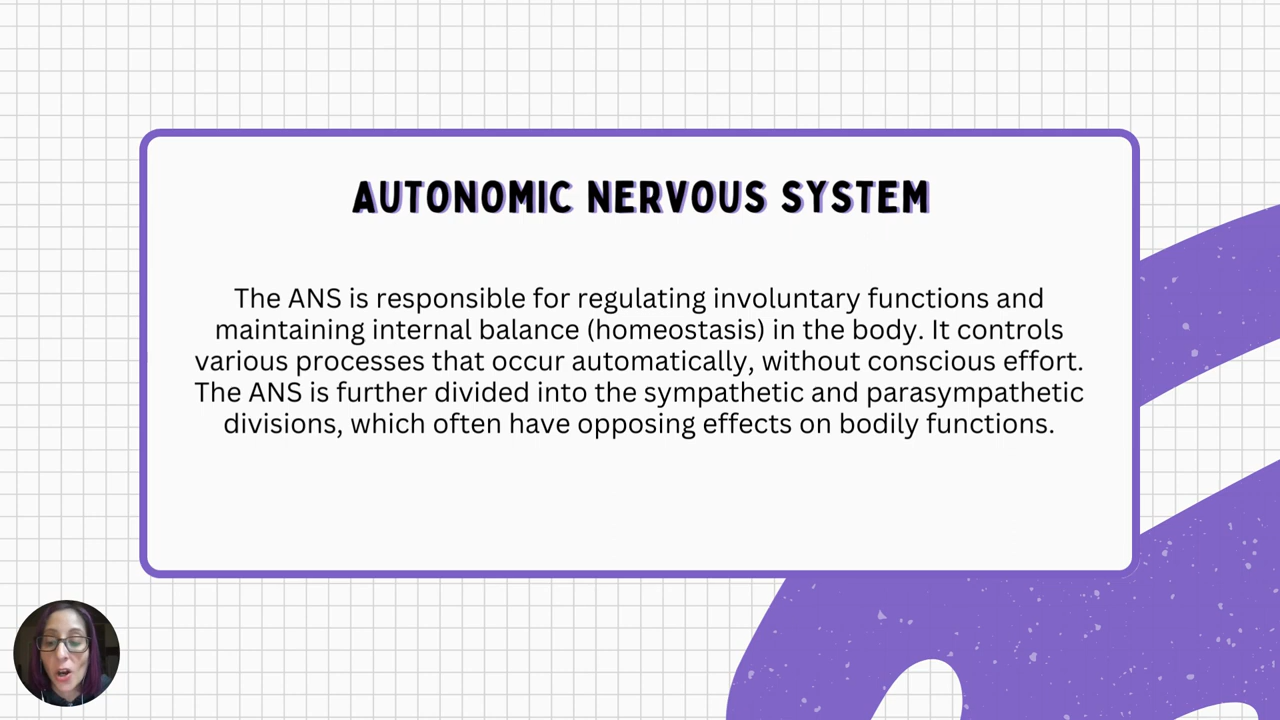 AUTONOMIC NERVOUS SYSTEM
The ANS is responsible for regulating involuntary functions and
maintaining internal balance (homeostasis) in the body. It controls
various processes that occur automatically, without conscious effort.
The ANS is further divided into the sympathetic and parasympathetic
divisions, which often have opposing effects on bodily functions.